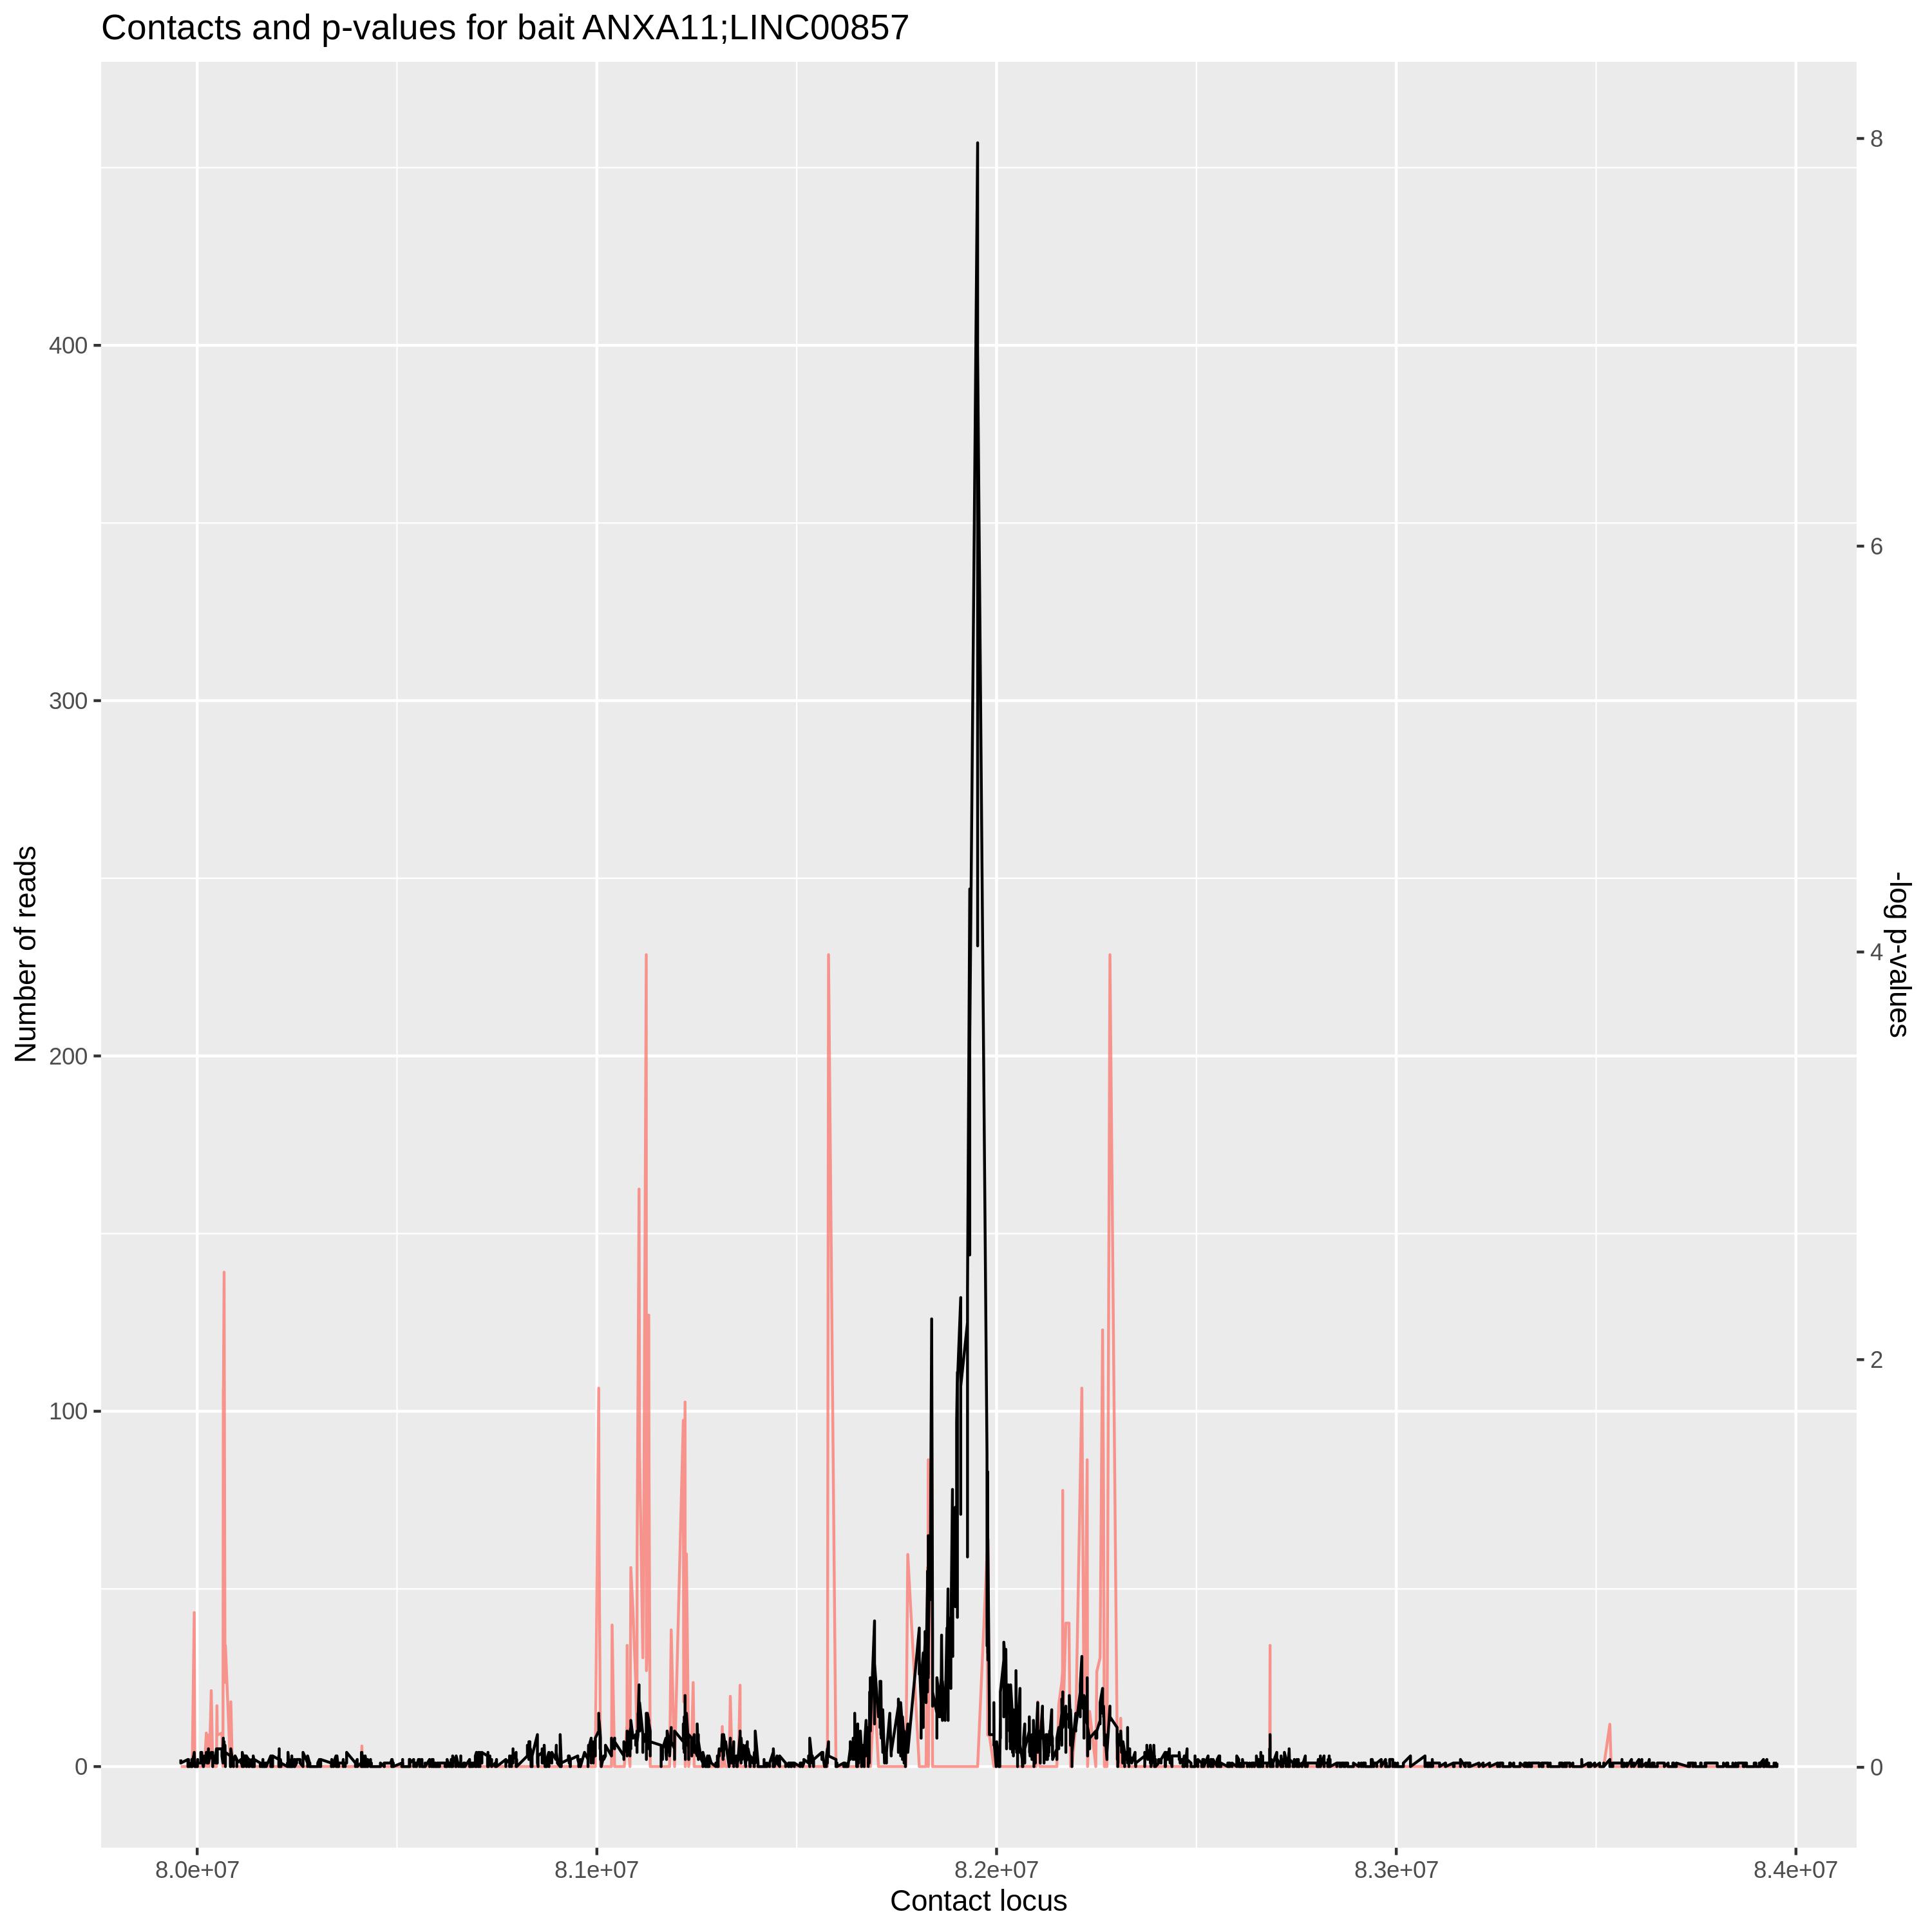 Contacts and p-values for bait ANXA11;LINC00857
Number of reads
400
300
200
100
0
8
6
4
2
0
-log p-values
8.0e+07
8.1e+07
8.2e+07
8.3e+07
8.4e+07
Contact locus